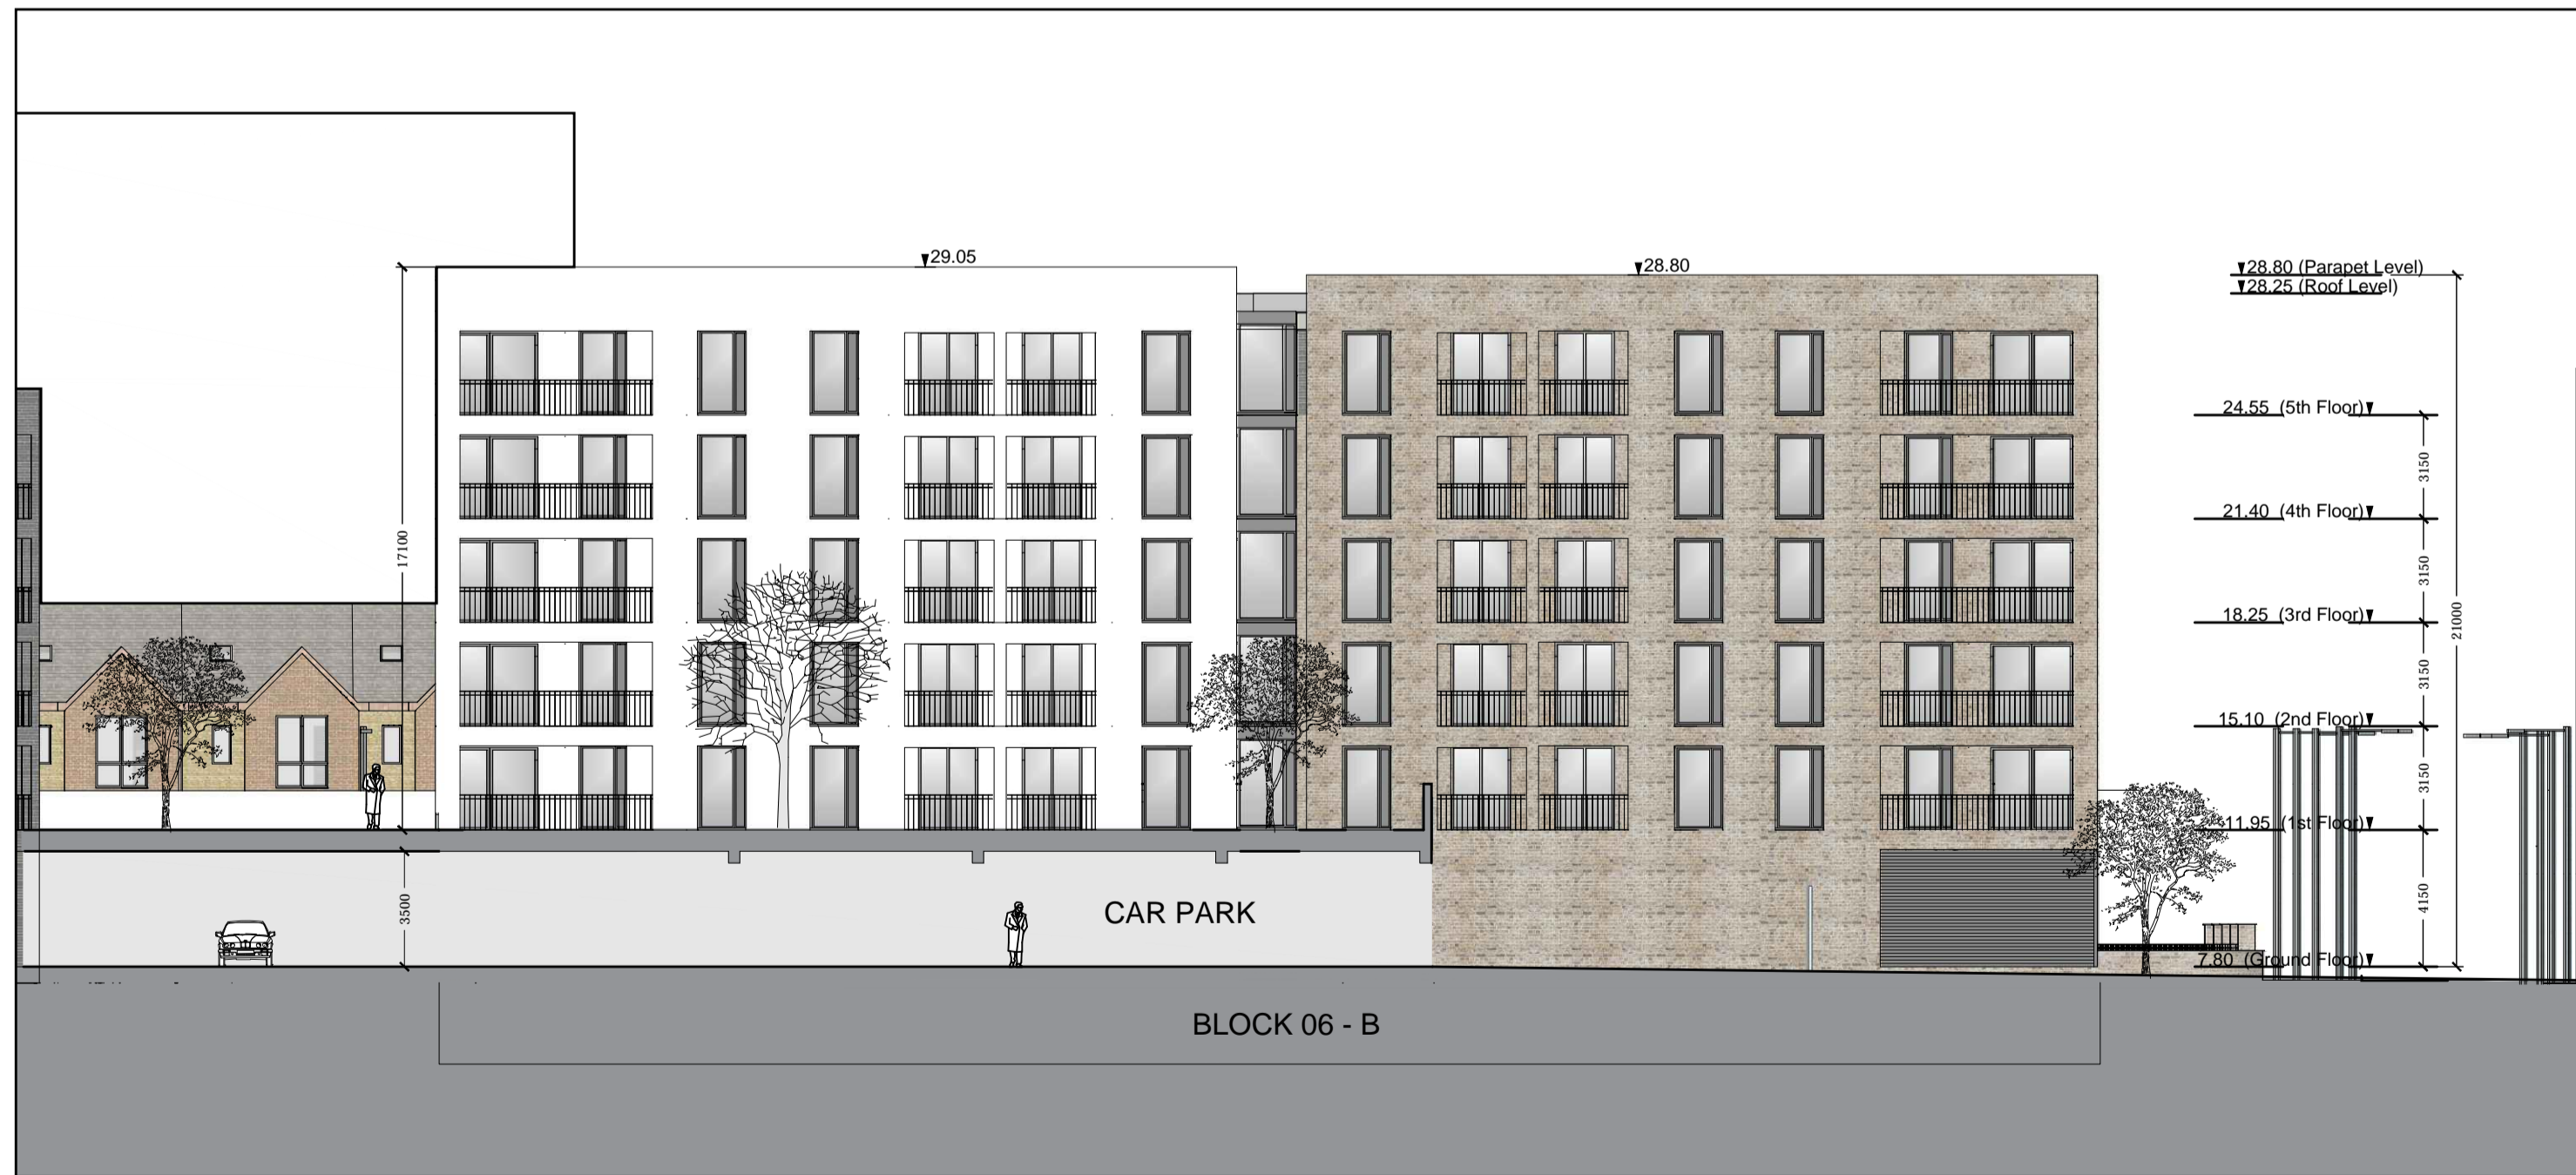 29.05
28.80
28.80 (Parapet Level)
28.25 (Roof Level)
24.55 (5th Floor)
3150
21.40 (4th Floor)
17100
3150
18.25 (3rd Floor)
21000
3150
15.10 (2nd Floor)
3150
11.95 (1st Floor)
3500
CAR PARK
4150
7.80 (Ground Floor)
BLOCK 06 - B